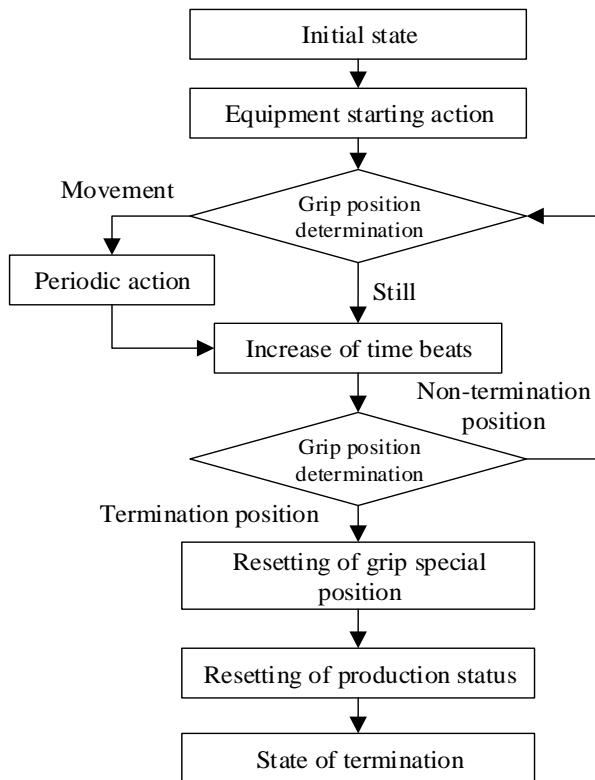 Initial state
Equipment starting action
Movement
Grip position
determination
Periodic action
Still
Increase of time beats
Non-termination
position
Grip position
determination
Termination position
Resetting of grip special
position
Resetting of production status
State of termination